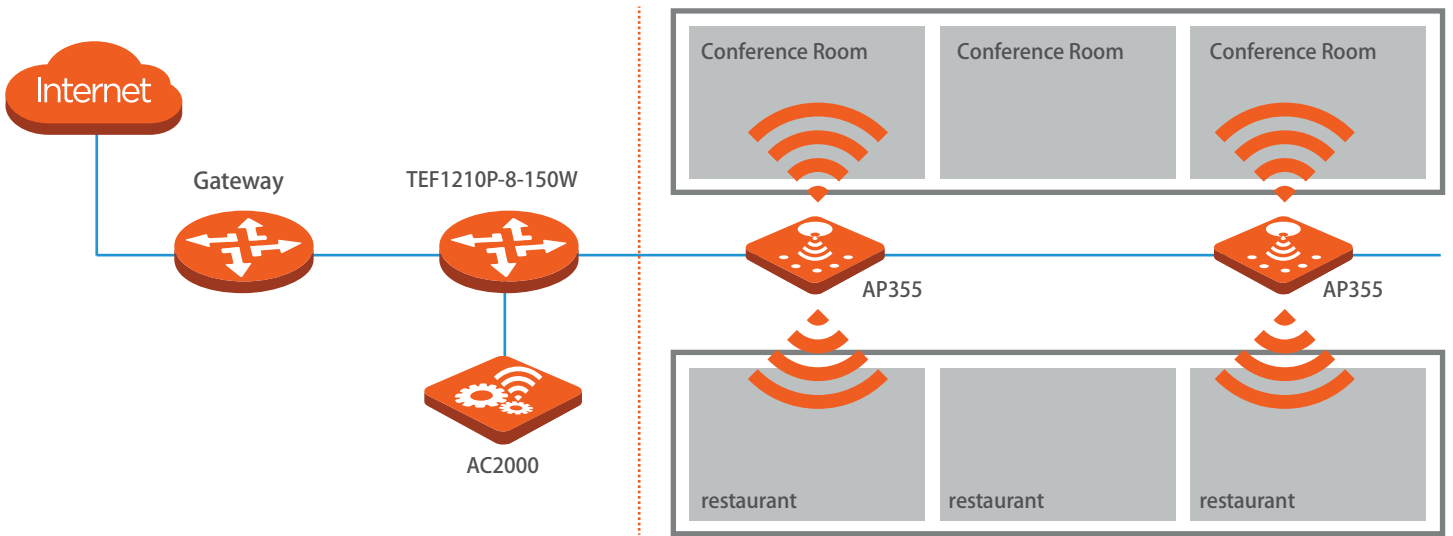 Internet
Gateway
TEF1210P-8-150W
AC2000
Conference Room
Conference Room
Conference Room
AP355
AP355
restaurant
restaurant
restaurant